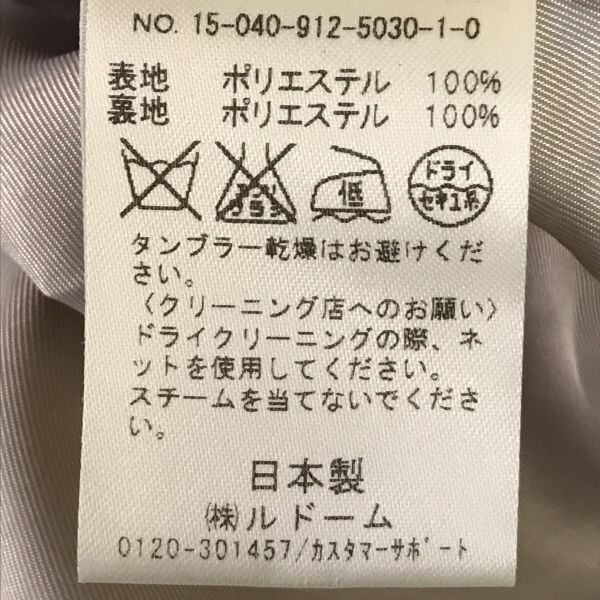 NO. 15-040-912-5030-1-0
表地 ポリエステル 100%
裏地 ポリエステル 100%
エンソ サラシ 低 ドライ セキユ系
タンブラー乾燥はお避けくだ
さい。
〈クリーニング店へのお願い〉
ドライクリーニングの際、ネ
ットを使用してください。
スチームを当てないでくださ
い。
日本製
㈱ルドーム
0120-301457/カスタマーサポート